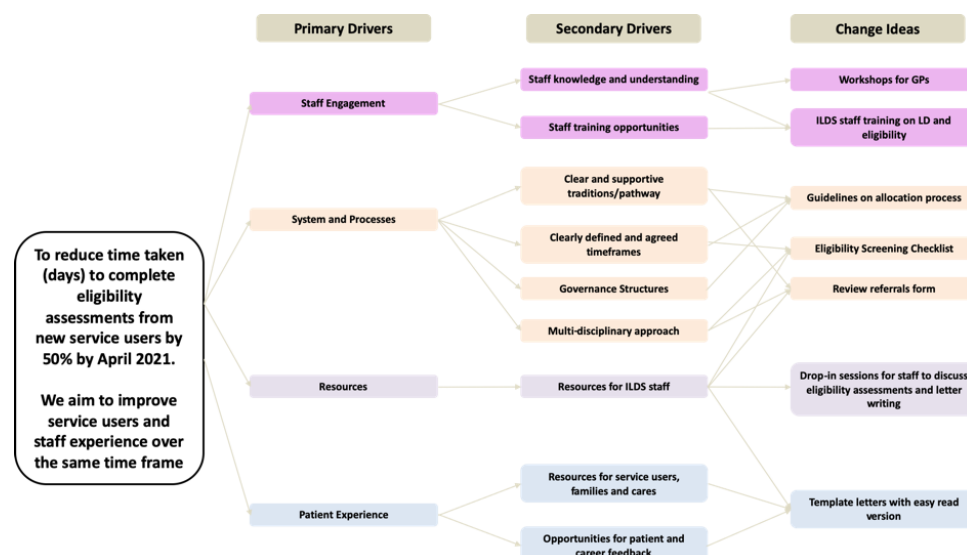 Primary Drivers
Secondary Drivers
Change Ideas
To reduce time taken
(days) to complete
eligibility
assessments from
new service users by
50% by April 2021.
We aim to improve
service users and
staff experience over
the same time frame
Staff Engagement
System and Processes
Resources
Patient Experience
Staff knowledge and understanding
Staff training opportunities
Clear and supportive
traditions/pathway
Clearly defined and agreed
timeframes
Governance Structures
Multi-disciplinary approach
Resources for ILDS staff
Resources for service users,
families and cares
Opportunities for patient and
career feedback
Workshops for GPs
ILDS staff training on LD and
eligibility
Guidelines on allocation process
Eligibility Screening Checklist
Review referrals form
Drop-in sessions for staff to discuss
eligibility assessments and letter
writing
Template letters with easy read
version